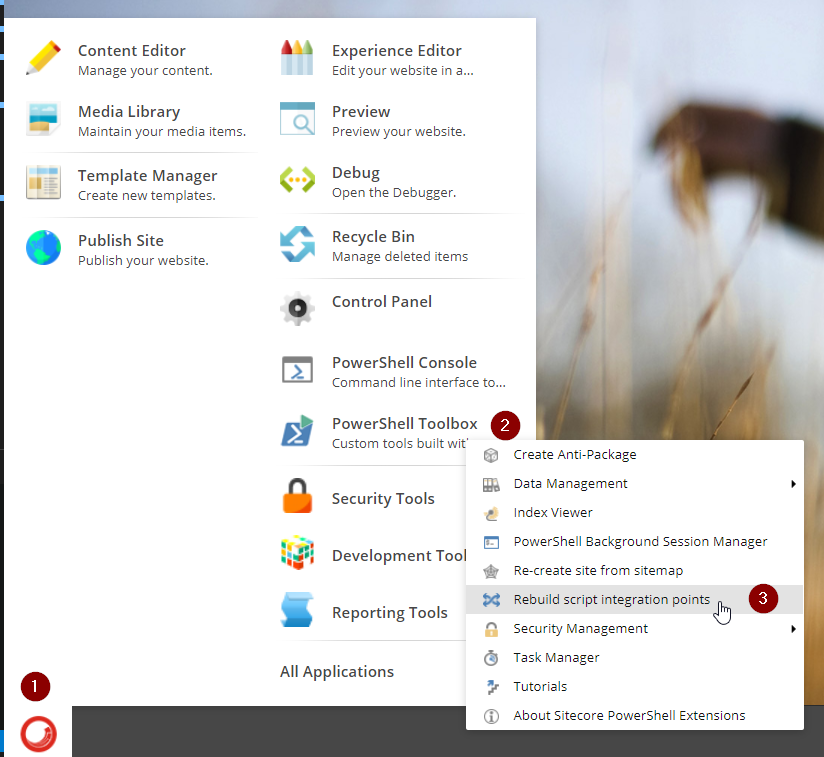 Content Editor
Manage your content.
Media Library
Maintain your media items.
Template Manager
Create new templates.
Publish Site
Publish your website.
Experience Editor
Edit your website in a...
Preview
Preview your website.
Debug
Open the Debugger.
Recycle Bin
Manage deleted items
Control Panel
PowerShell Console
Command line interface to...
PowerShell Toolbox
Custom tools built wit
Security Tools
Development Tool
Reporting Tools
All Applications
2
Create Anti-Package
Data Management
Index Viewer
PowerShell Background Session Manager
Re-create site from sitemap
Rebuild script integration points
3
Security Management
Task Manager
Tutorials
About Sitecore PowerShell Extensions
1